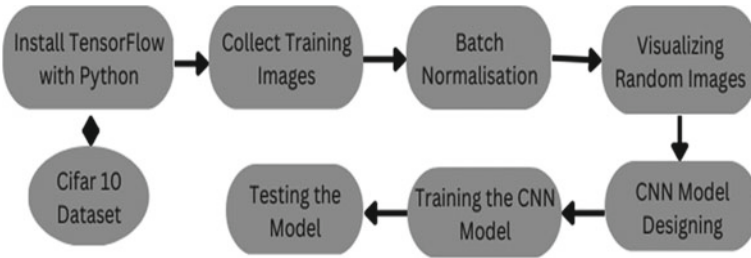 Install TensorFlow
with Python
Collect Training
Images
Batch
Normalisation
Visualizing
Random Images
Cifar 10
Dataset
Testing the
Model
Training the CNN
Model
CNN Model
Designing